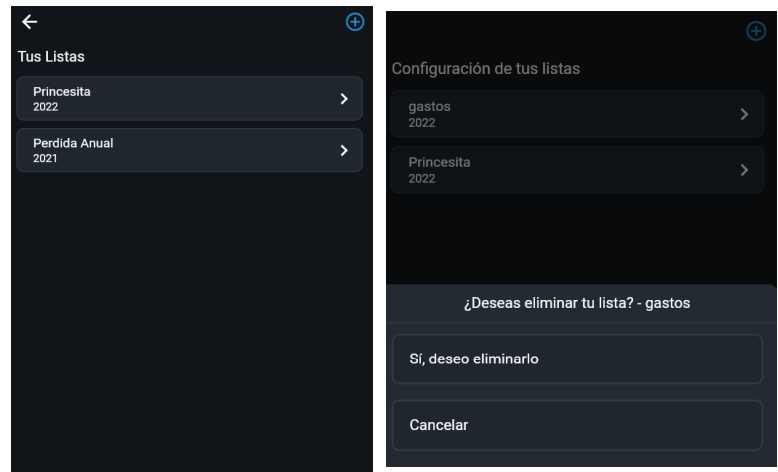 Tus Listas
Princesita
2022
Perdida Anual
2021
Configuración de tus listas
gastos
2022
Princesita
2022
¿Deseas eliminar tu lista? - gastos
Sí, deseo eliminarlo
Cancelar